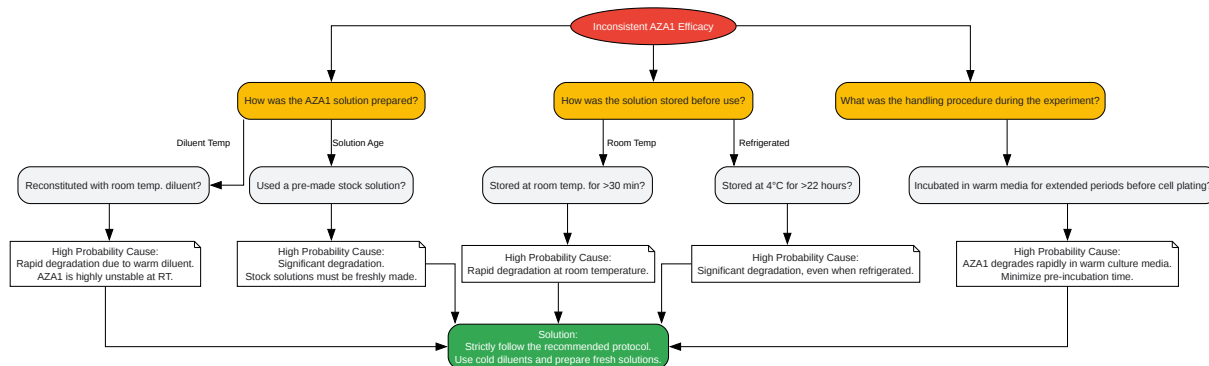 Inconsistent AZA1 Efficacy
How was the AZA1 solution prepared?
How was the solution stored before use?
What was the handling procedure during the experiment?
Diluent Temp
Solution Age
Room Temp
Refrigerated
Reconstituted with room temp. diluent?
Used a pre-made stock solution?
Stored at room temp. for >30 min?
Stored at 4°C for >22 hours?
Incubated in warm media for extended periods before cell plating?
High Probability Cause:
Rapid degradation due to warm diluent.
AZA1 is highly unstable at RT.
High Probability Cause:
Significant degradation.
Stock solutions must be freshly made.
High Probability Cause:
Rapid degradation at room temperature.
High Probability Cause:
Significant degradation, even when refrigerated.
High Probability Cause:
AZA1 degrades rapidly in warm culture media.
Minimize pre-incubation time.
Solution:
Strictly follow the recommended protocol.
Use cold diluents and prepare fresh solutions.